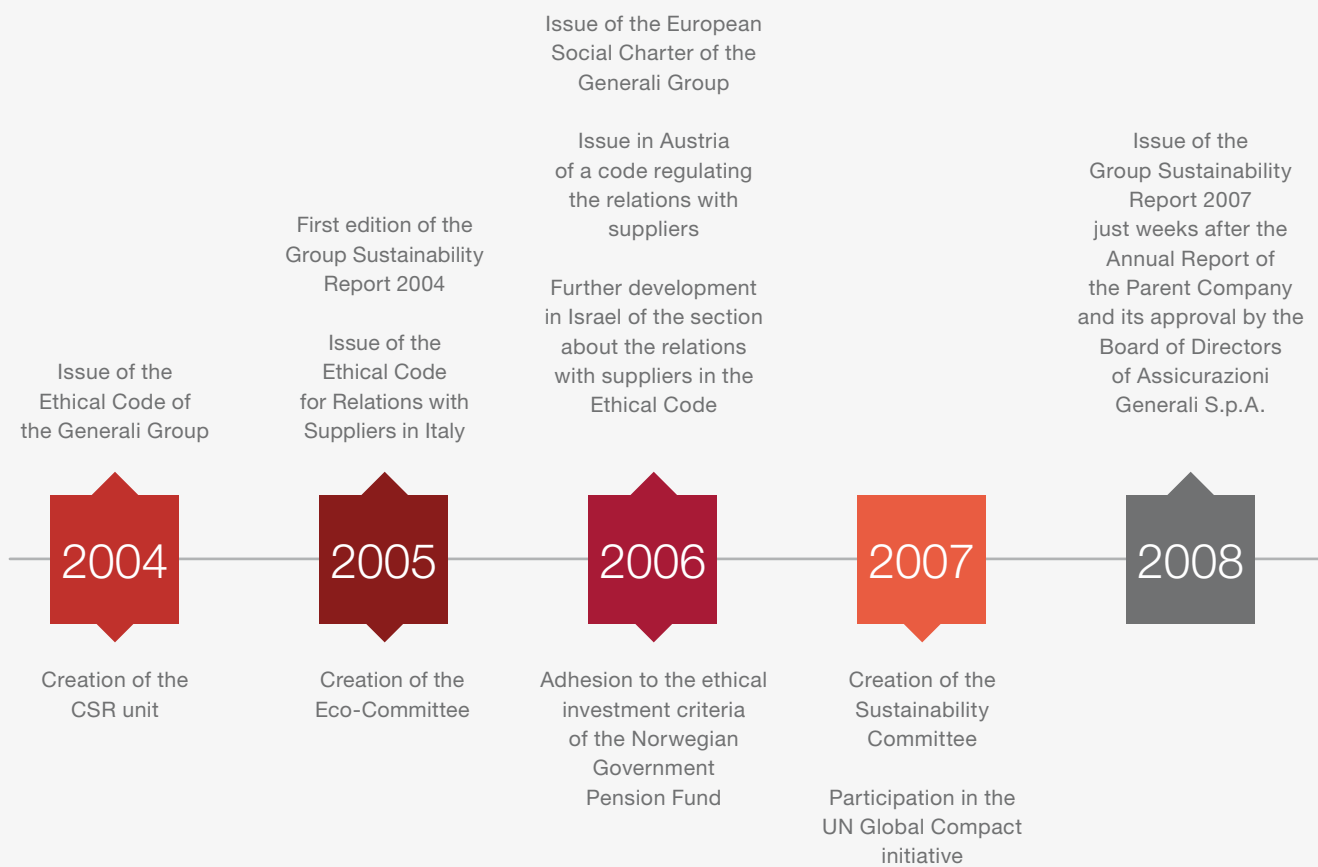 Issue of the
Ethical Code of
the Generali Group
2004
Creation of the
CSR unit
First edition of the
Group Sustainability
Report 2004
Issue of the
Ethical Code
for Relations with
Suppliers in Italy
2005
Creation of the
Eco-Committee
Issue of the European
Social Charter of the
Generali Group
Issue in Austria
of a code regulating
the relations with
suppliers
Further development
in Israel of the section
about the relations
with suppliers in the
Ethical Code
2006
Adhesion to the ethical
investment criteria
of the Norwegian
Government
Pension Fund
2007
Creation of the
Sustainability
Committee
Participation in the
UN Global Compact
initiative
Issue of the
Group Sustainability
Report 2007
just weeks after the
Annual Report of
the Parent Company
and its approval by the
Board of Directors
of Assicurazioni
Generali S.p.A.
2008